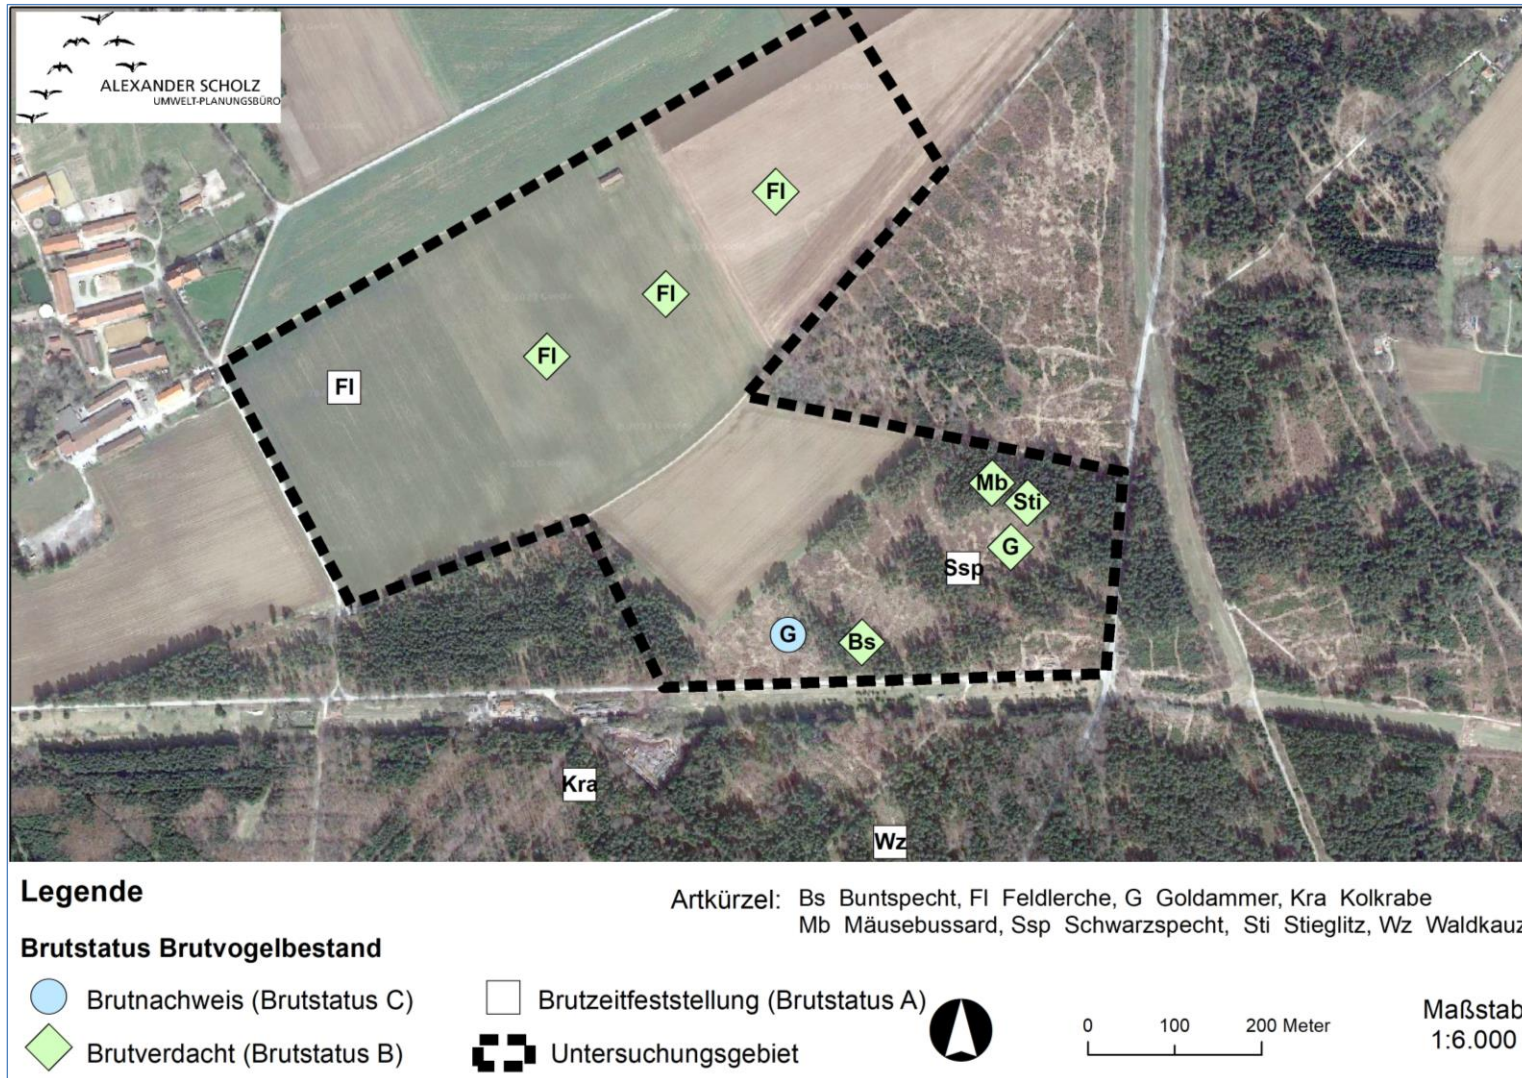 ALEXANDER SCHOLZ
UMWELT-PLANUNGSBÜRO
Fl
Fl
Fl
Fl
Mb
Sti
G
Ssp
G
Bs
Kra
Wz
Legende
Artkürzel: Bs Buntspecht, Fl Feldlerche, G Goldammer, Kra Kolkrabe
Mb Mäusebussard, Ssp Schwarzspecht, Sti Stieglitz, Wz Waldkauz
Brutstatus Brutvogelbestand
Brutnachweis (Brutstatus C)
Brutzeitfeststellung (Brutstatus A)
Brutverdacht (Brutstatus B)
Untersuchungsgebiet
0 100 200 Meter
Maßstab
1:6.000